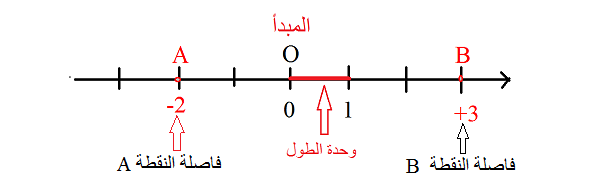 المبدأ
A O B
-2 0 1 +3
وحدة الطول
فاصلة النقطة A
فاصلة النقطة B